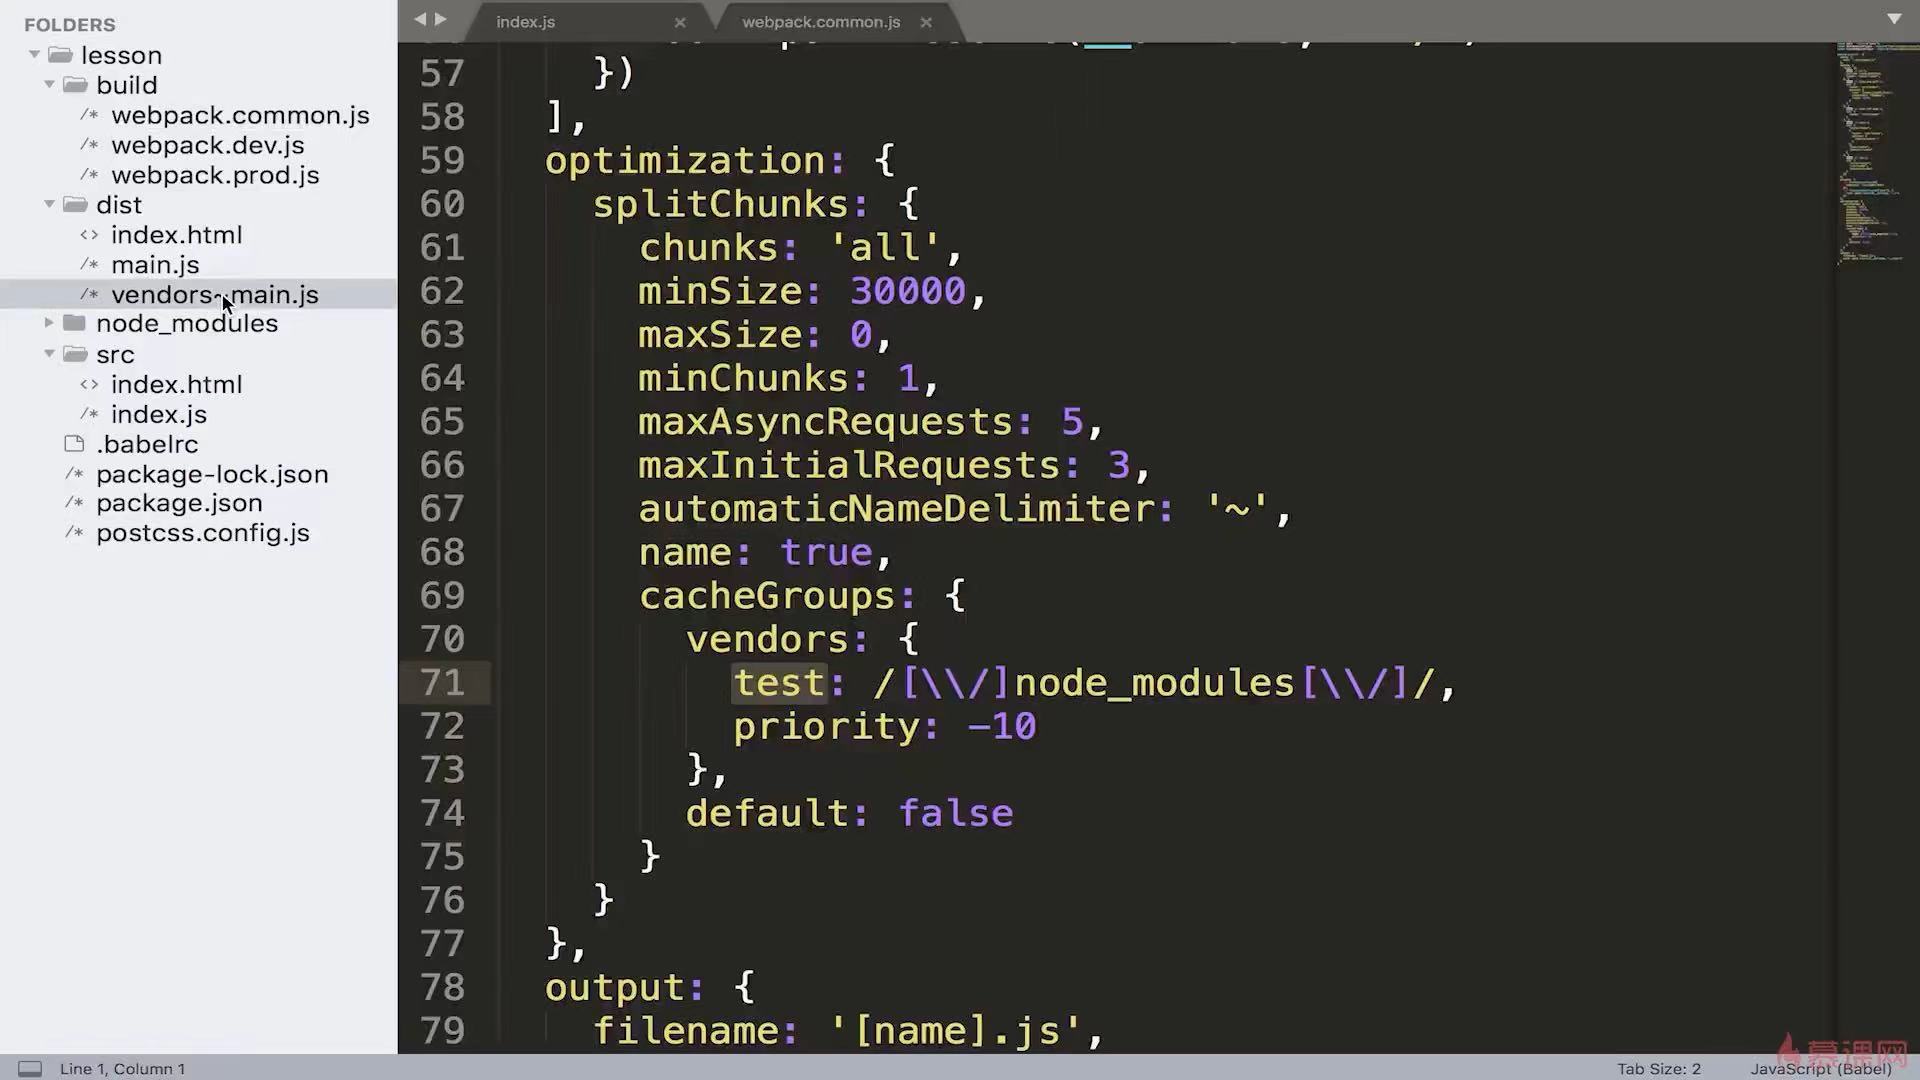 FOLDERS
lesson
build
/* webpack.common.js
/* webpack.dev.js
/* webpack.prod.js
dist
<> index.html
/* main.js
/* vendors~main.js
node_modules
src
<> index.html
/* index.js
.babelrc
/* package-lock.json
/* package.json
/* postcss.config.js
index.js ×
webpack.common.js ×
57 })
58 ],
59 optimization: {
60 splitChunks: {
61 chunks: 'all',
62 minSize: 30000,
63 maxSize: 0,
64 minChunks: 1,
65 maxAsyncRequests: 5,
66 maxInitialRequests: 3,
67 automaticNameDelimiter: '~',
68 name: true,
69 cacheGroups: {
70 vendors: {
71 test: /[\\/]node_modules[\\/]/,
72 priority: -10
73 },
74 default: false
75 }
76 }
77 },
78 output: {
79 filename: '[name].js',
Line 1, Column 1
Tab Size: 2
JavaScript (Babel)
慕课网